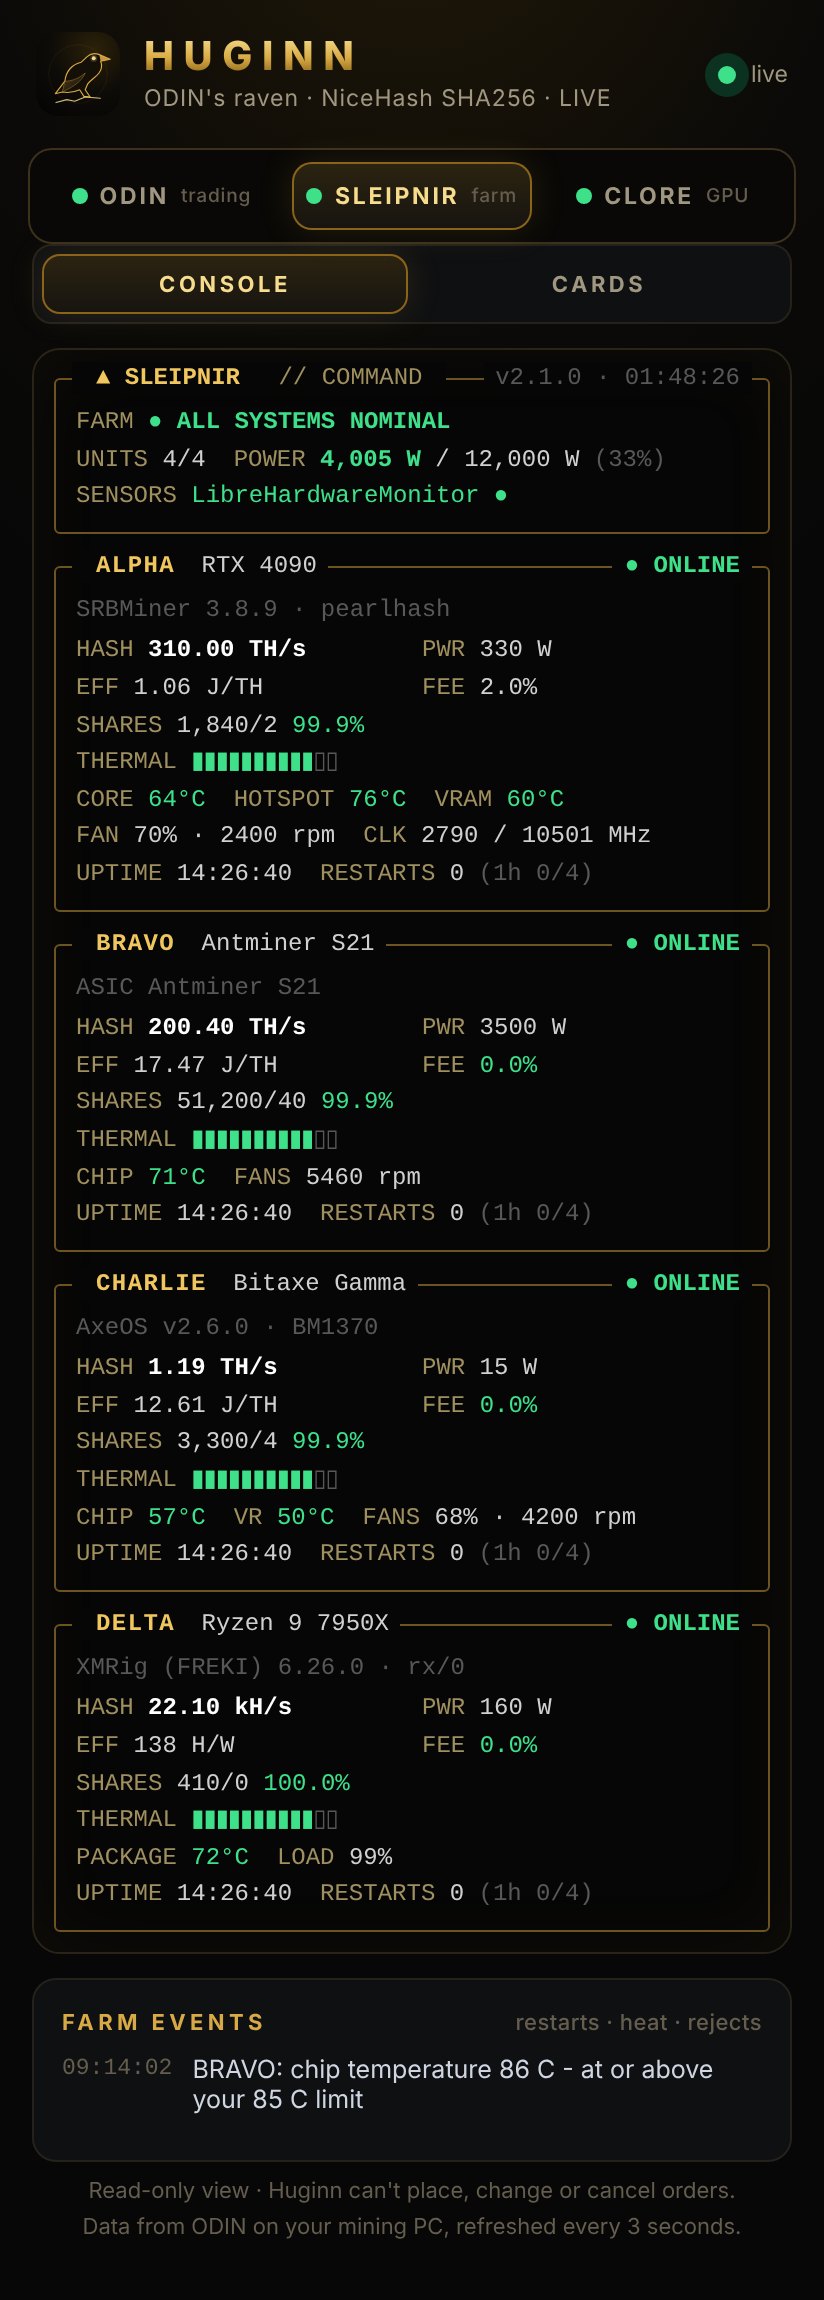 HUGINN
ODIN's raven · NiceHash SHA256 · LIVE
live
ODIN trading
SLEIPNIR farm
CLORE GPU
CONSOLE
CARDS
▲ SLEIPNIR // COMMAND v2.1.0 · 01:48:26
FARM ● ALL SYSTEMS NOMINAL
UNITS 4/4 POWER 4,005 W / 12,000 W (33%)
SENSORS LibreHardwareMonitor ●
ALPHA RTX 4090 ● ONLINE
SRBMiner 3.8.9 · pearlhash
HASH 310.00 TH/s PWR 330 W
EFF 1.06 J/TH FEE 2.0%
SHARES 1,840/2 99.9%
THERMAL ▮▮▮▮▮▮▮▮▮▮▯▯
CORE 64°C HOTSPOT 76°C VRAM 60°C
FAN 70% · 2400 rpm CLK 2790 / 10501 MHz
UPTIME 14:26:40 RESTARTS 0 (1h 0/4)
BRAVO Antminer S21 ● ONLINE
ASIC Antminer S21
HASH 200.40 TH/s PWR 3500 W
EFF 17.47 J/TH FEE 0.0%
SHARES 51,200/40 99.9%
THERMAL ▮▮▮▮▮▮▮▮▮▮▯▯
CHIP 71°C FANS 5460 rpm
UPTIME 14:26:40 RESTARTS 0 (1h 0/4)
CHARLIE Bitaxe Gamma ● ONLINE
AxeOS v2.6.0 · BM1370
HASH 1.19 TH/s PWR 15 W
EFF 12.61 J/TH FEE 0.0%
SHARES 3,300/4 99.9%
THERMAL ▮▮▮▮▮▮▮▮▮▮▯▯
CHIP 57°C VR 50°C FANS 68% · 4200 rpm
UPTIME 14:26:40 RESTARTS 0 (1h 0/4)
DELTA Ryzen 9 7950X ● ONLINE
XMRig (FREKI) 6.26.0 · rx/0
HASH 22.10 kH/s PWR 160 W
EFF 138 H/W FEE 0.0%
SHARES 410/0 100.0%
THERMAL ▮▮▮▮▮▮▮▮▮▮▯▯
PACKAGE 72°C LOAD 99%
UPTIME 14:26:40 RESTARTS 0 (1h 0/4)
FARM EVENTS restarts · heat · rejects
09:14:02 BRAVO: chip temperature 86 C - at or above
your 85 C limit
Read-only view · Huginn can't place, change or cancel orders.
Data from ODIN on your mining PC, refreshed every 3 seconds.